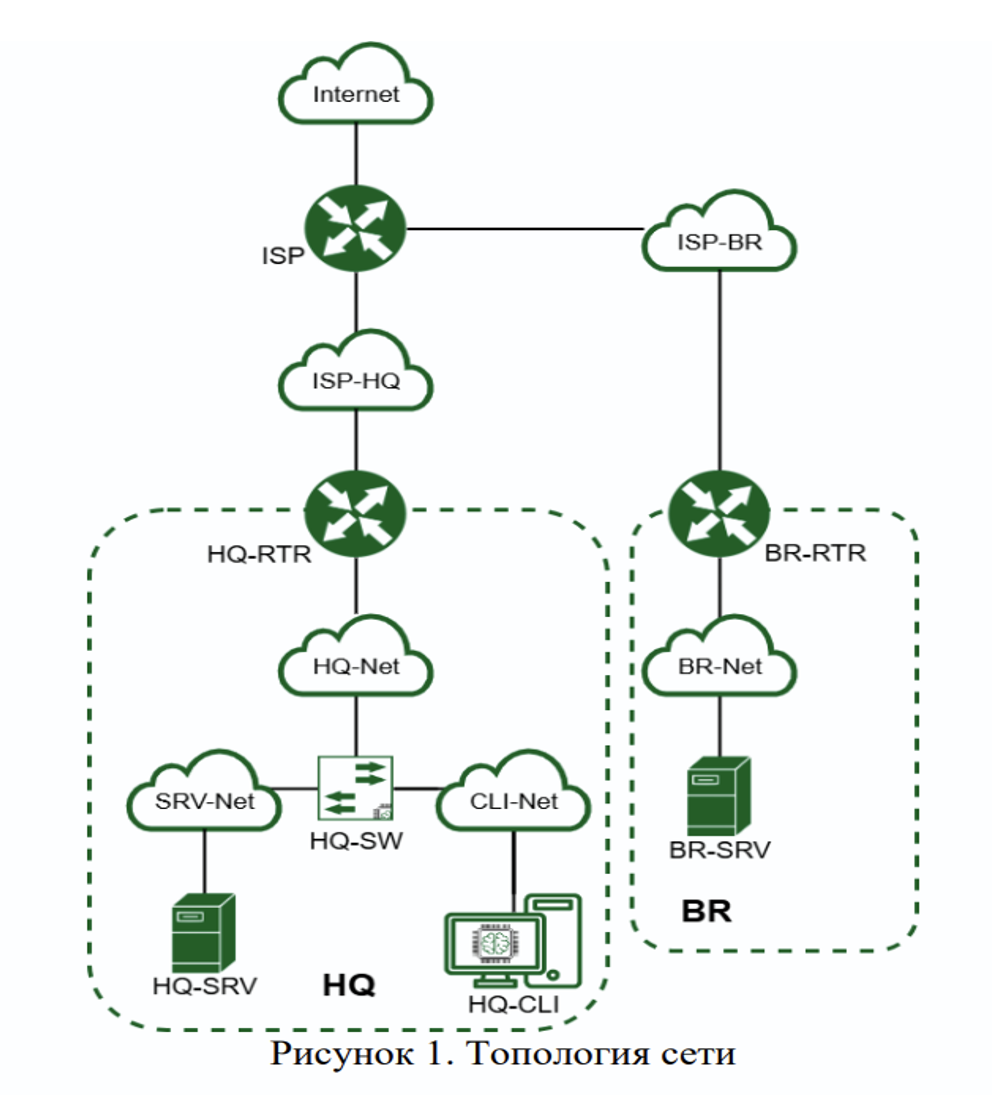 Internet
ISP
ISP-BR
ISP-HQ
HQ-RTR
BR-RTR
HQ-Net
BR-Net
SRV-Net
CLI-Net
HQ-SW
BR-SRV
BR
HQ-SRV
HQ
HQ-CLI
Рисунок 1. Топология сети